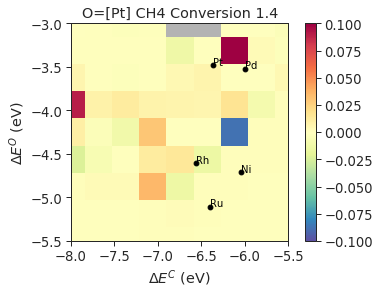 O=[Pt] CH4 Conversion 1.4
ΔE^O (eV)
−3.0
−3.5
−4.0
−4.5
−5.0
−5.5
Pt
Pd
Rh
Ni
Ru
−8.0 −7.5 −7.0 −6.5 −6.0 −5.5
ΔE^C (eV)
0.100
0.075
0.050
0.025
0.000
−0.025
−0.050
−0.075
−0.100